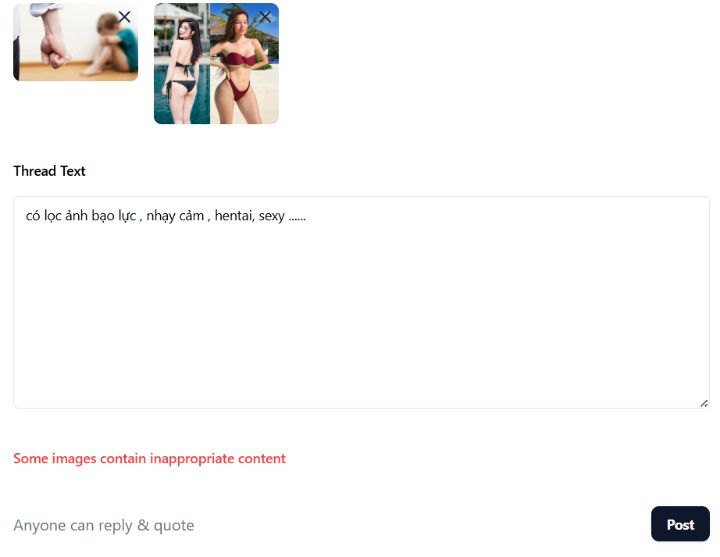 Thread Text
có lọc ảnh bạo lực , nhạy cảm , hentai, sexy ......
Some images contain inappropriate content
Anyone can reply & quote
Post